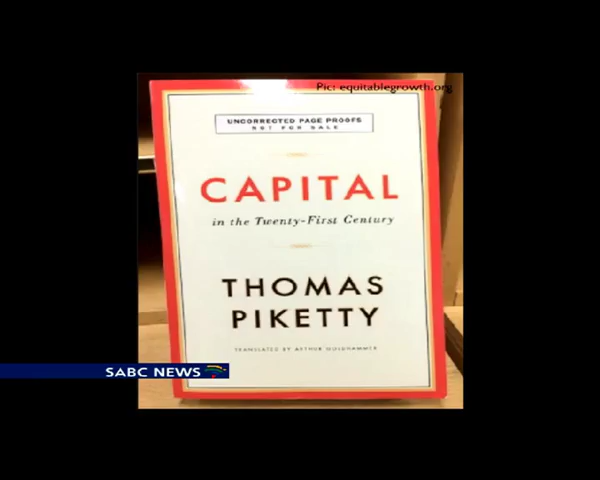 Pic: equitablegrowth.org
UNCORRECTED PAGE PROOFS
NOT FOR SALE
CAPITAL
in the Twenty-First Century
THOMAS
PIKETTY
TRANSLATED BY ARTHUR GOLDHAMMER
SABC NEWS